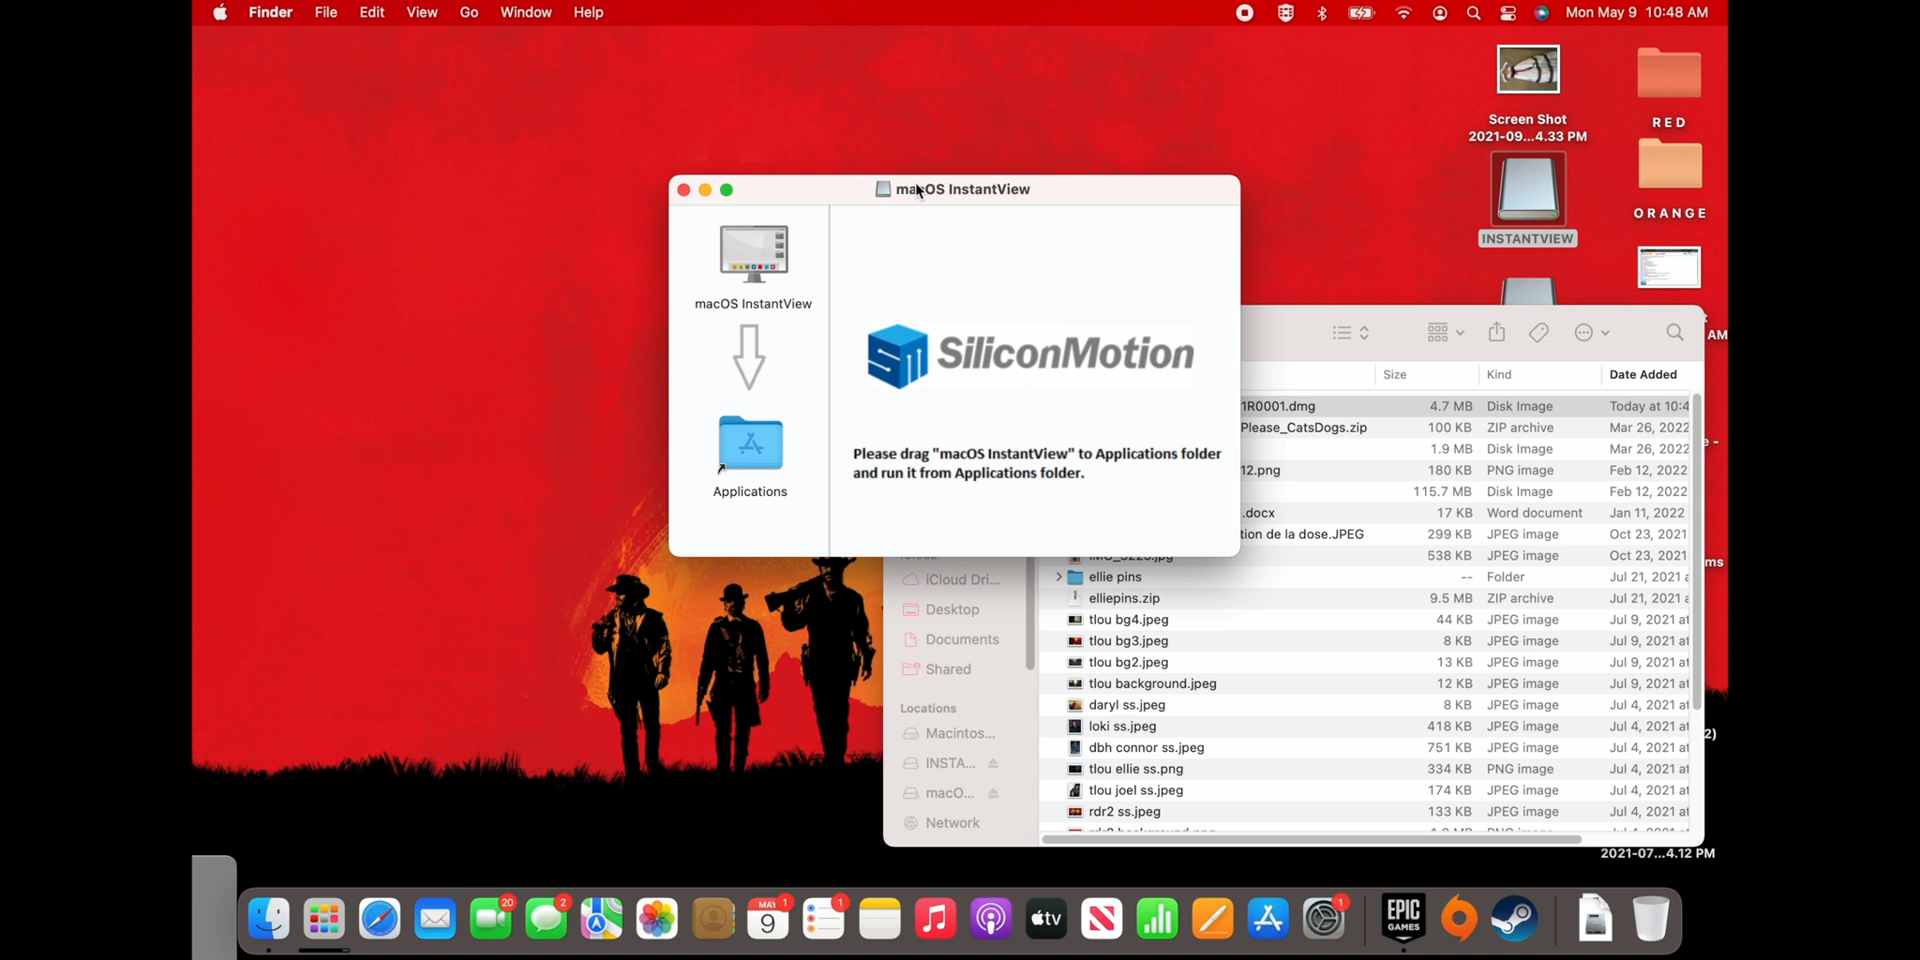 Finder File Edit View Go Window Help
Mon May 9 10:48 AM
Screen Shot
2021-09...4.33 PM
RED
INSTANTVIEW
ORANGE
macOS InstantView
macOS InstantView
Applications
SiliconMotion
Please drag "macOS InstantView" to Applications folder
and run it from Applications folder.
AM
Size Kind Date Added
1R0001.dmg 4.7 MB Disk Image Today at 10:4
Please_CatsDogs.zip 100 KB ZIP archive Mar 26, 2022
1.9 MB Disk Image Mar 26, 2022
12.png 180 KB PNG image Feb 12, 2022
115.7 MB Disk Image Feb 12, 2022
.docx 17 KB Word document Jan 11, 2022
tion de la dose.JPEG 299 KB JPEG image Oct 23, 2021
538 KB JPEG image Oct 23, 2021
ellie pins -- Folder Jul 21, 2021 a
elliepins.zip 9.5 MB ZIP archive Jul 21, 2021 a
tlou bg4.jpeg 44 KB JPEG image Jul 9, 2021 at
tlou bg3.jpeg 8 KB JPEG image Jul 9, 2021 at
tlou bg2.jpeg 13 KB JPEG image Jul 9, 2021 at
tlou background.jpeg 12 KB JPEG image Jul 9, 2021 at
daryl ss.jpeg 8 KB JPEG image Jul 4, 2021 at
loki ss.jpeg 418 KB JPEG image Jul 4, 2021 at
dbh connor ss.jpeg 751 KB JPEG image Jul 4, 2021 at
tlou ellie ss.png 334 KB PNG image Jul 4, 2021 at
tlou joel ss.jpeg 174 KB JPEG image Jul 4, 2021 at
rdr2 ss.jpeg 133 KB JPEG image Jul 4, 2021 at
iCloud Dri...
Desktop
Documents
Shared
Locations
Macintos...
INSTA...
macO...
Network
ms
2)
2021-07...4.12 PM
20
2
MAY
9
1
1
tv
1
EPIC
GAMES